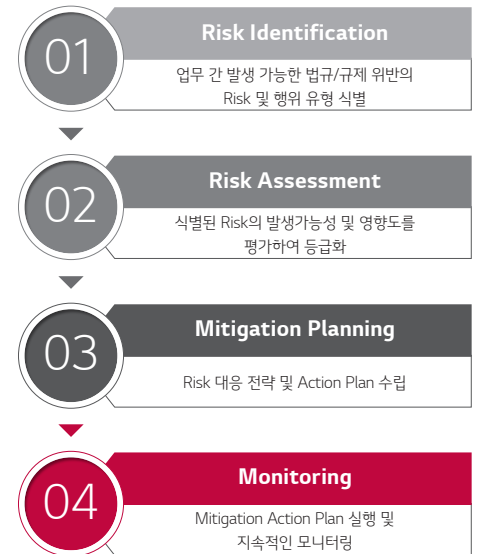 01
Risk Identification
업무 간 발생 가능한 법규/규제 위반의
Risk 및 행위 유형 식별
02
Risk Assessment
식별된 Risk의 발생가능성 및 영향도를
평가하여 등급화
03
Mitigation Planning
Risk 대응 전략 및 Action Plan 수립
04
Monitoring
Mitigation Action Plan 실행 및
지속적인 모니터링